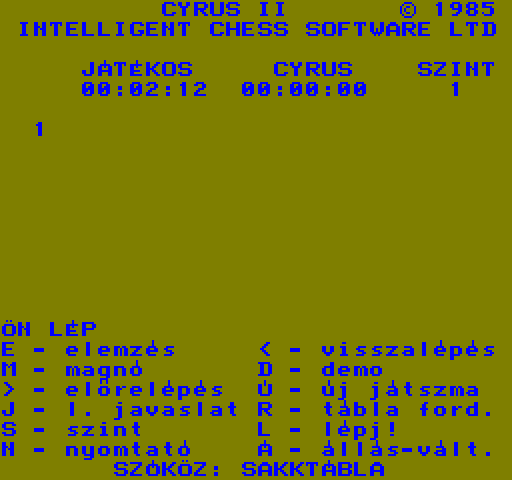 CYRUS II © 1985
INTELLIGENT CHESS SOFTWARE LTD
JÁTÉKOS CYRUS SZINT
00:02:12 00:00:00 1
1
ÖN LÉP
E - elemzés < - visszalépés
M - magnó D - demo
> - előrelépés Ú - új játszma
J - l. javaslat R - tábla ford.
S - szint L - lépj!
N - nyomtató Á - állás-vált.
SZÓKÖZ: SAKKTÁBLA